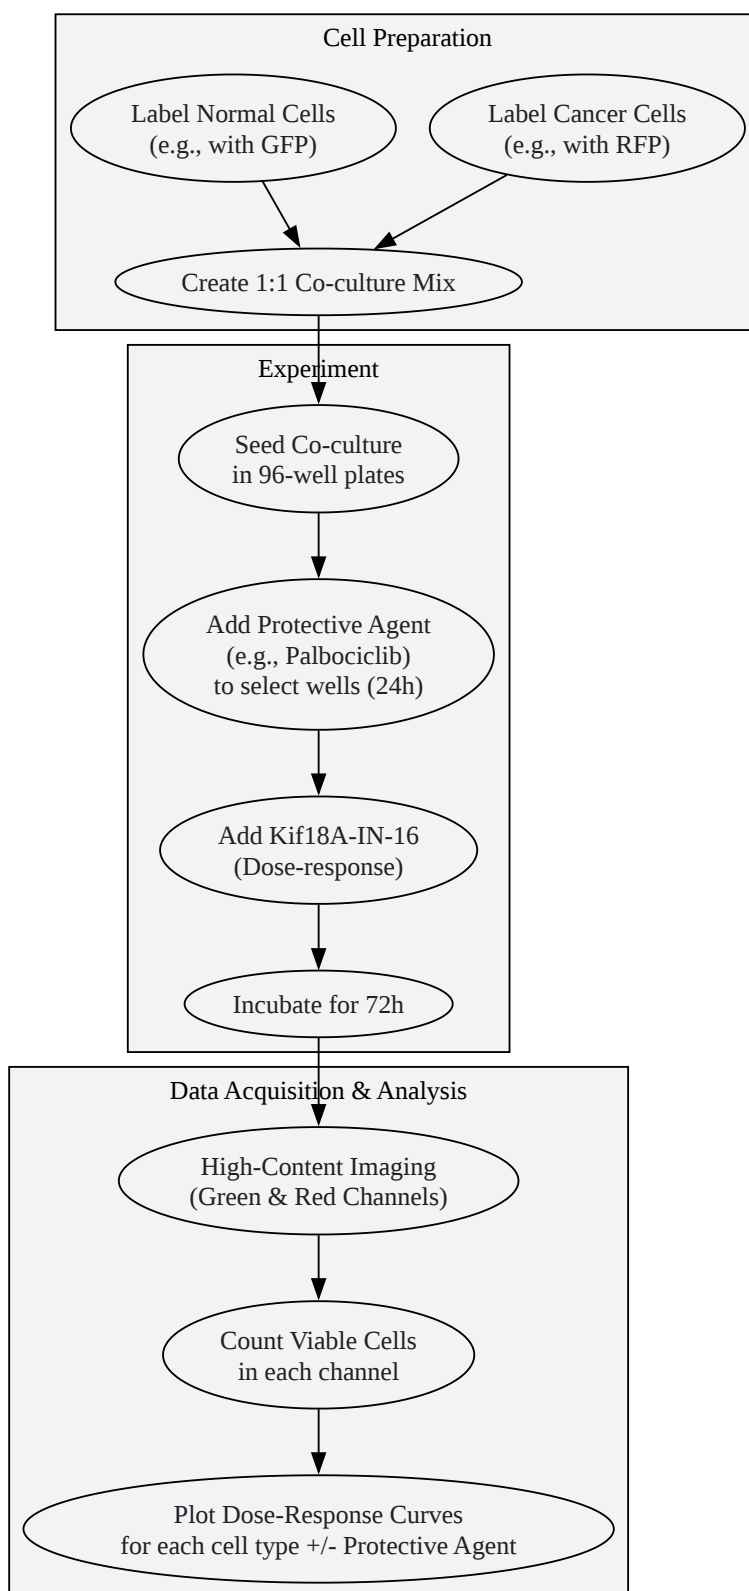 Cell Preparation
Label Normal Cells
(e.g., with GFP)
Label Cancer Cells
(e.g., with RFP)
Create 1:1 Co-culture Mix
Experiment
Seed Co-culture
in 96-well plates
Add Protective Agent
(e.g., Palbociclib)
to select wells (24h)
Add Kif18A-IN-16
(Dose-response)
Incubate for 72h
Data Acquisition & Analysis
High-Content Imaging
(Green & Red Channels)
Count Viable Cells
in each channel
Plot Dose-Response Curves
for each cell type +/- Protective Agent